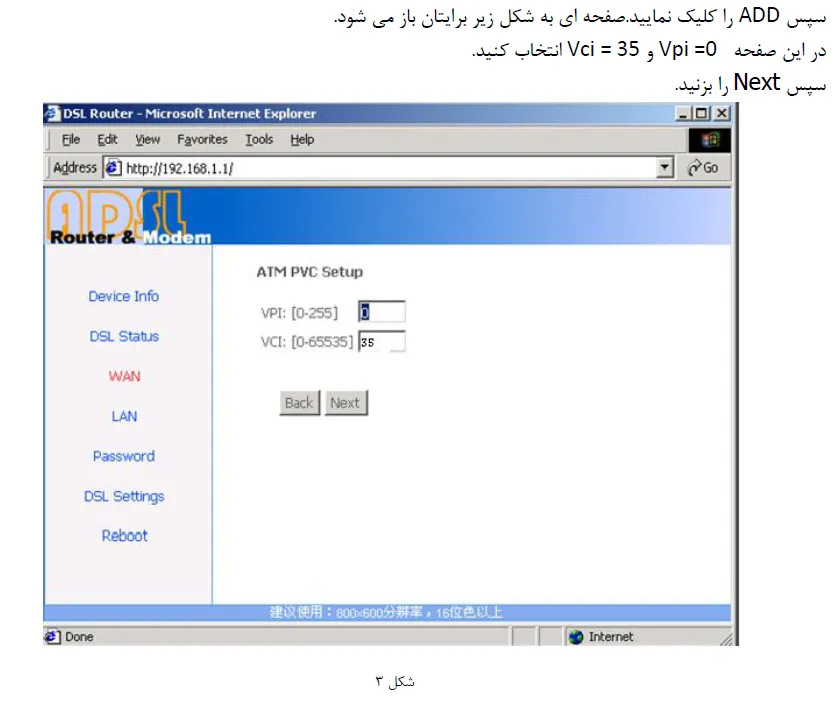 سپس ADD را کلیک نمایید.صفحه ای به شکل زیر برایتان باز می شود.
در این صفحه Vpi =0 و Vci = 35 انتخاب کنید.
سپس Next را بزنید.
DSL Router - Microsoft Internet Explorer
File Edit View Favorites Tools Help
Address http://192.168.1.1/ Go
ADSL
Router & Modem
ATM PVC Setup
Device Info
VPI: [0-255] 0
DSL Status
VCI: [0-65535] 35
WAN
Back Next
LAN
Password
DSL Settings
Reboot
建议使用：800×600分辨率，16位色以上
Done Internet
شکل ۳